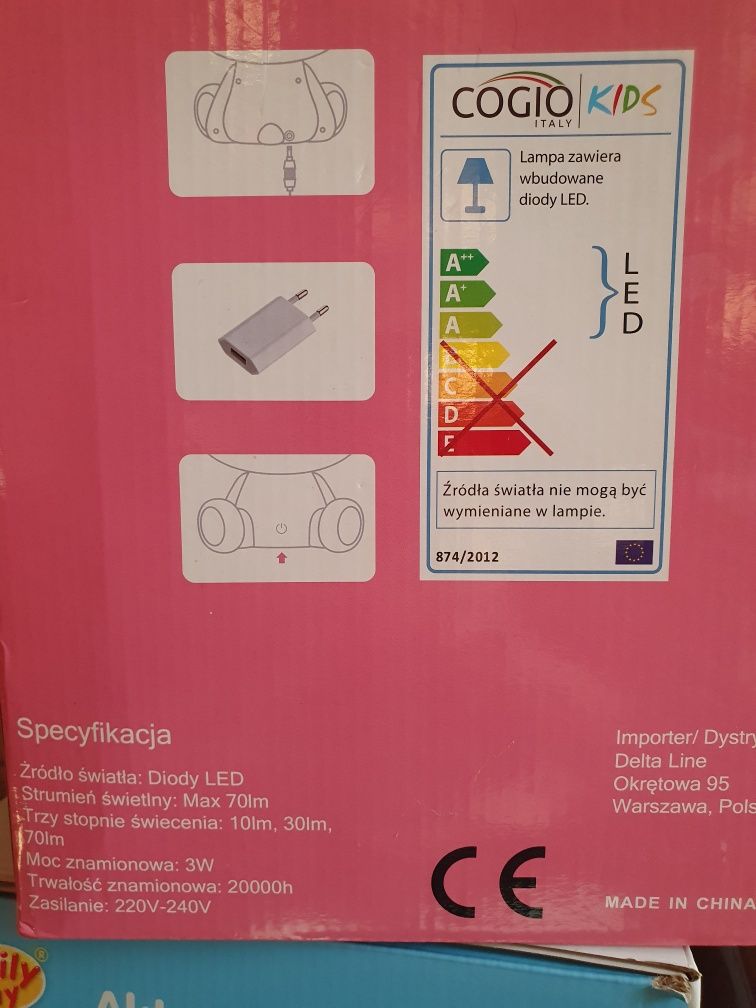 COGIO KIDS
ITALY
Lampa zawiera
wbudowane
diody LED.
A++
A+
A
C
D
E
L
E
D
Źródła światła nie mogą być
wymieniane w lampie.
874/2012
Specyfikacja
Żródło światła: Diody LED
Strumień świetlny: Max 70lm
Trzy stopnie świecenia: 10lm, 30lm,
70lm
Moc znamionowa: 3W
Trwałość znamionowa: 20000h
Zasilanie: 220V-240V
Importer/ Dystry
Delta Line
Okrętowa 95
Warszawa, Pols
CE
MADE IN CHINA
ily